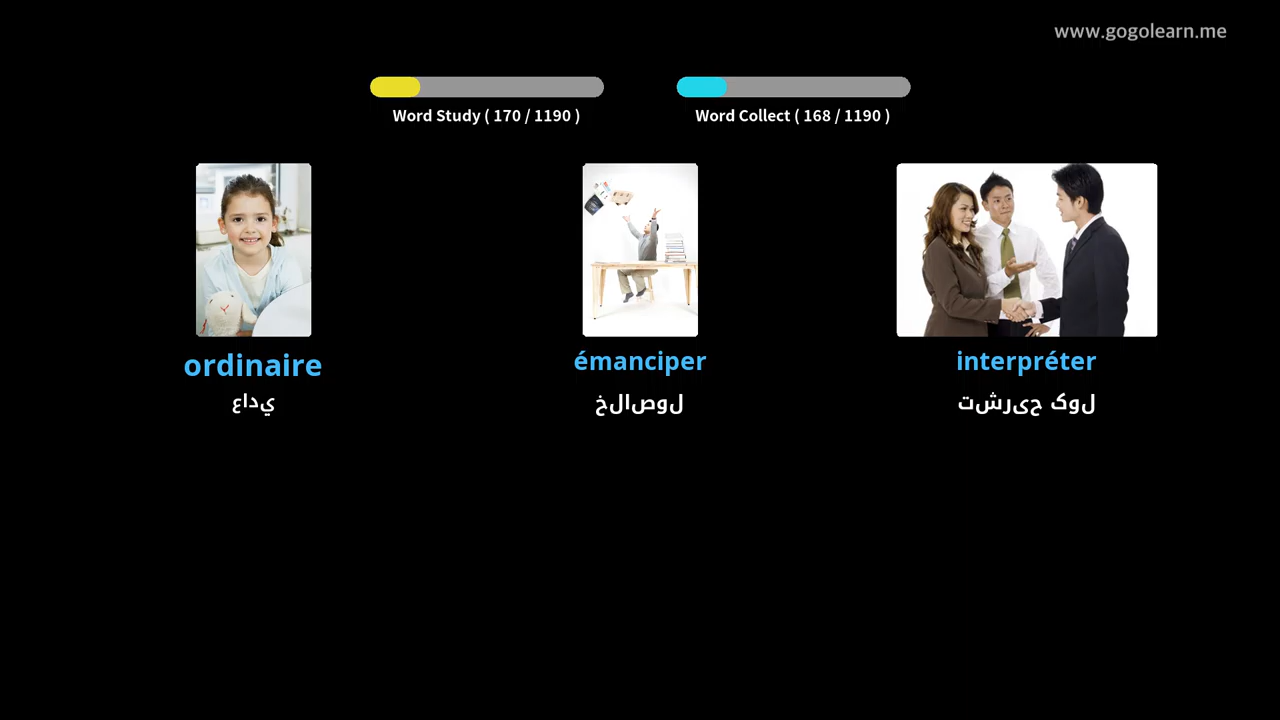 www.gogolearn.me
Word Study ( 170 / 1190 )
Word Collect ( 168 / 1190 )
ordinaire
عادي
émanciper
خلاصول
interpréter
تشریح کول